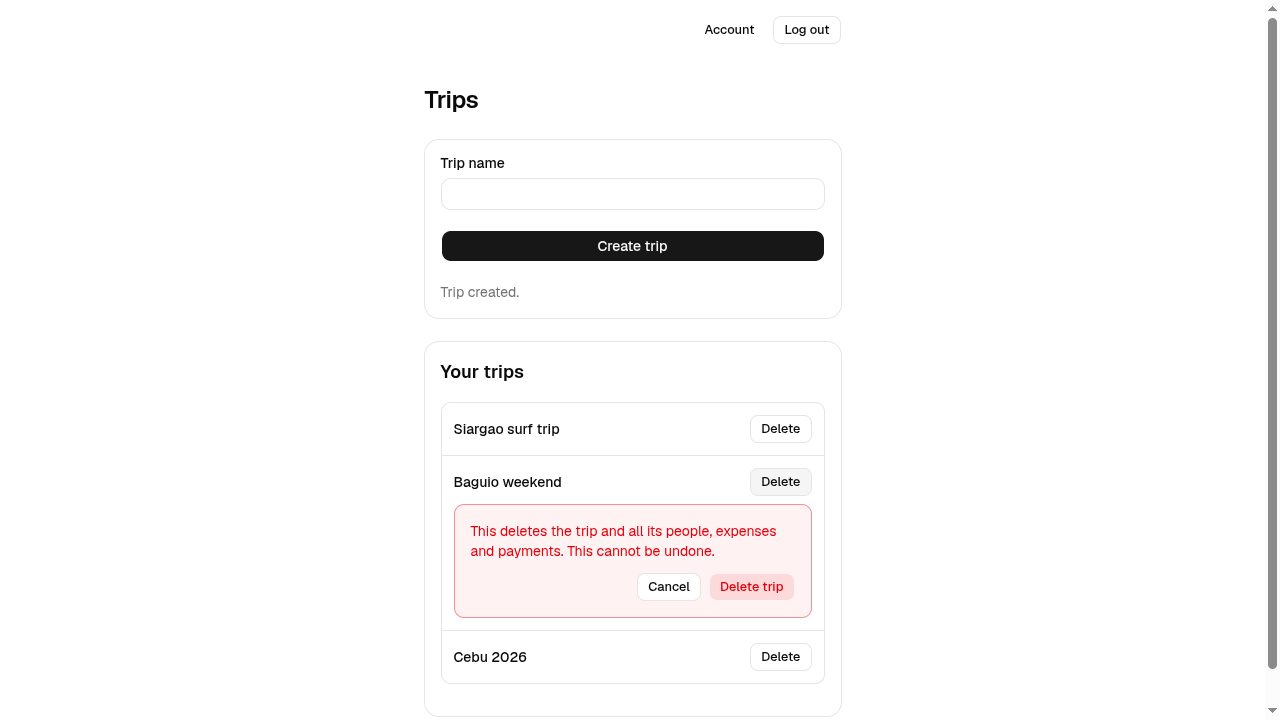 Account
Log out
Trips
Trip name
Create trip
Trip created.
Your trips
Siargao surf trip
Delete
Baguio weekend
Delete
This deletes the trip and all its people, expenses
and payments. This cannot be undone.
Cancel
Delete trip
Cebu 2026
Delete